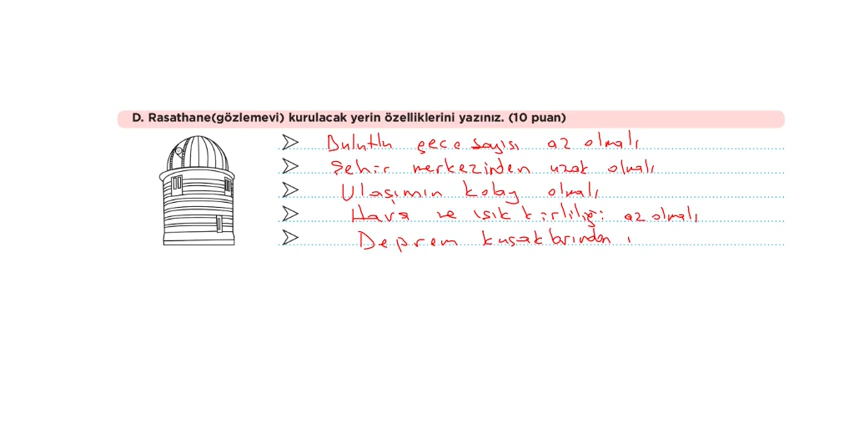 D. Rasathane(gözlemevi) kurulacak yerin özelliklerini yazınız. (10 puan)
Bulutlu gece sayısı az olmalı
Şehir merkezinden uzak olmalı
Ulaşımın kolay olmalı
Hava ve ışık kirliliği az olmalı
Deprem kuşaklarından